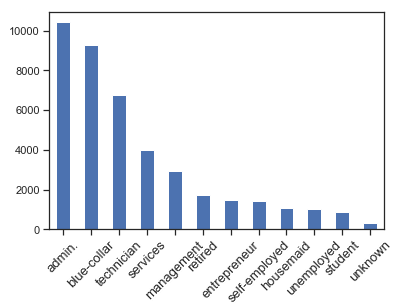 10000
8000
6000
4000
2000
0
admin.
blue-collar
technician
services
management
retired
entrepreneur
self-employed
housemaid
unemployed
student
unknown